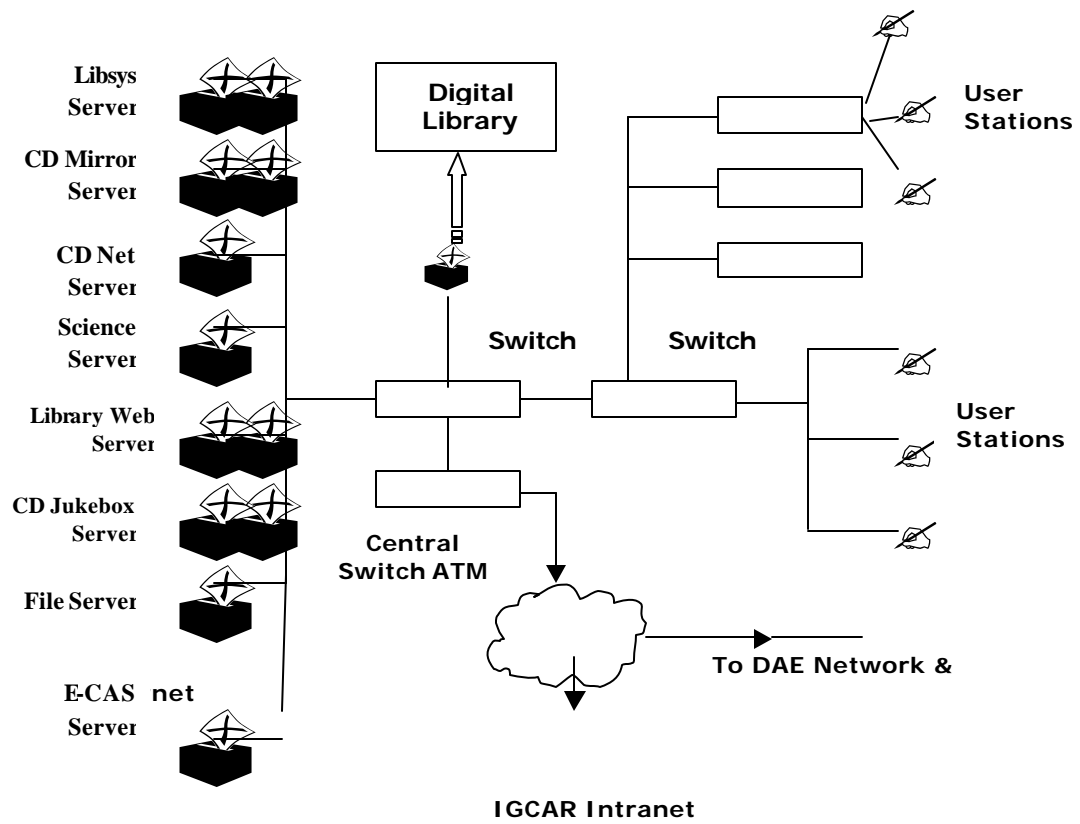 Libsys
Server
CD Mirror
Server
CD Net
Server
Science
Server
Library Web
Server
CD Jukebox
Server
File Server
E-CAS net
Server
Digital
Library
Switch
Switch
Central
Switch ATM
User
Stations
User
Stations
To DAE Network &
IGCAR Intranet